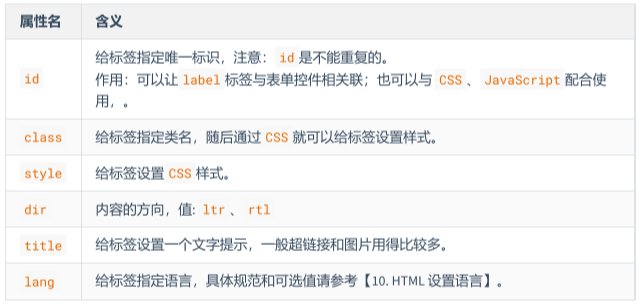 属性名 含义
id
给标签指定唯一标识，注意：id 是不能重复的。
作用：可以让 label 标签与表单控件相关联；也可以与 CSS 、 JavaScript 配合使
用，。
class 给标签指定类名，随后通过 CSS 就可以给标签设置样式。
style 给标签设置 CSS 样式。
dir 内容的方向，值: ltr 、 rtl
title 给标签设置一个文字提示，一般超链接和图片用得比较多。
lang 给标签指定语言，具体规范和可选值请参考【10. HTML 设置语言】。